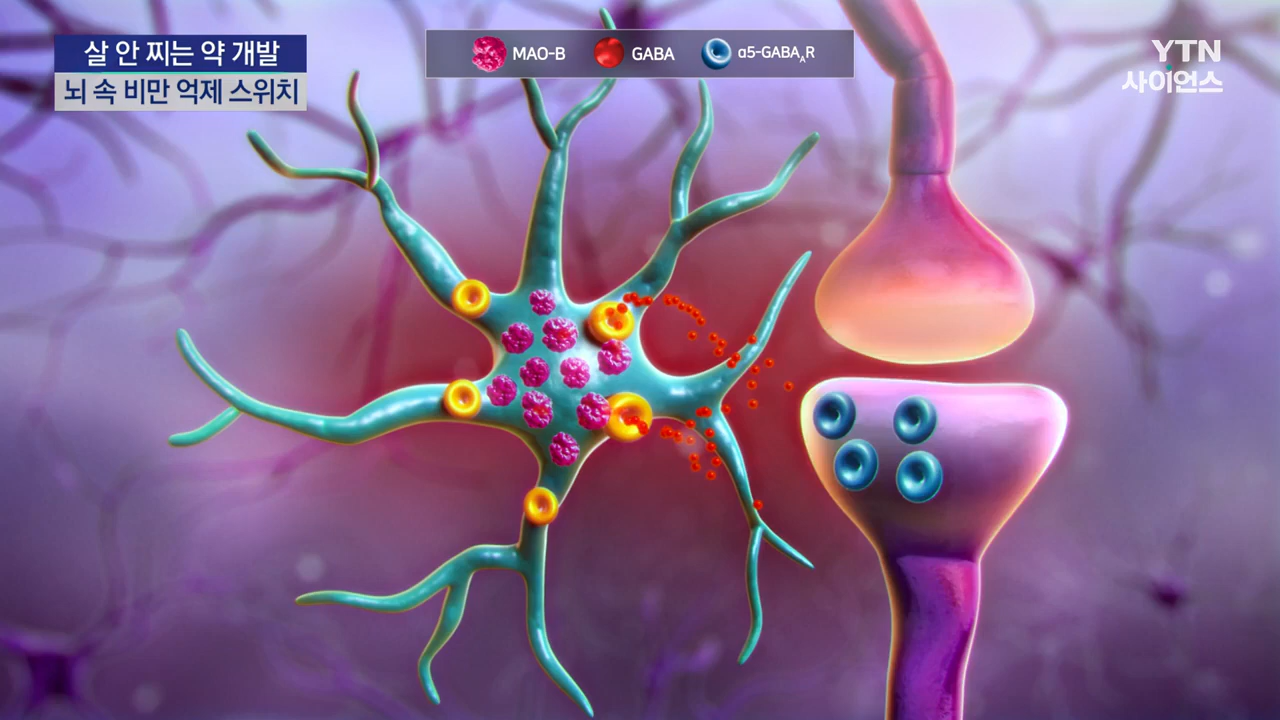 살 안 찌는 약 개발
뇌 속 비만 억제 스위치
MAO-B GABA α5-GABAAR
YTN
사이언스